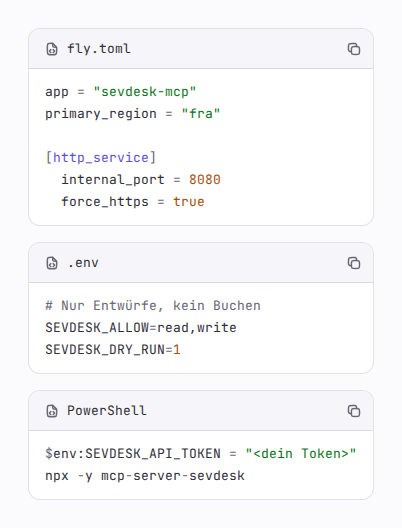 fly.toml
app = "sevdesk-mcp"
primary_region = "fra"
[http_service]
internal_port = 8080
force_https = true
.env
# Nur Entwürfe, kein Buchen
SEVDESK_ALLOW=read,write
SEVDESK_DRY_RUN=1
PowerShell
$env:SEVDESK_API_TOKEN = "<dein Token>"
npx -y mcp-server-sevdesk